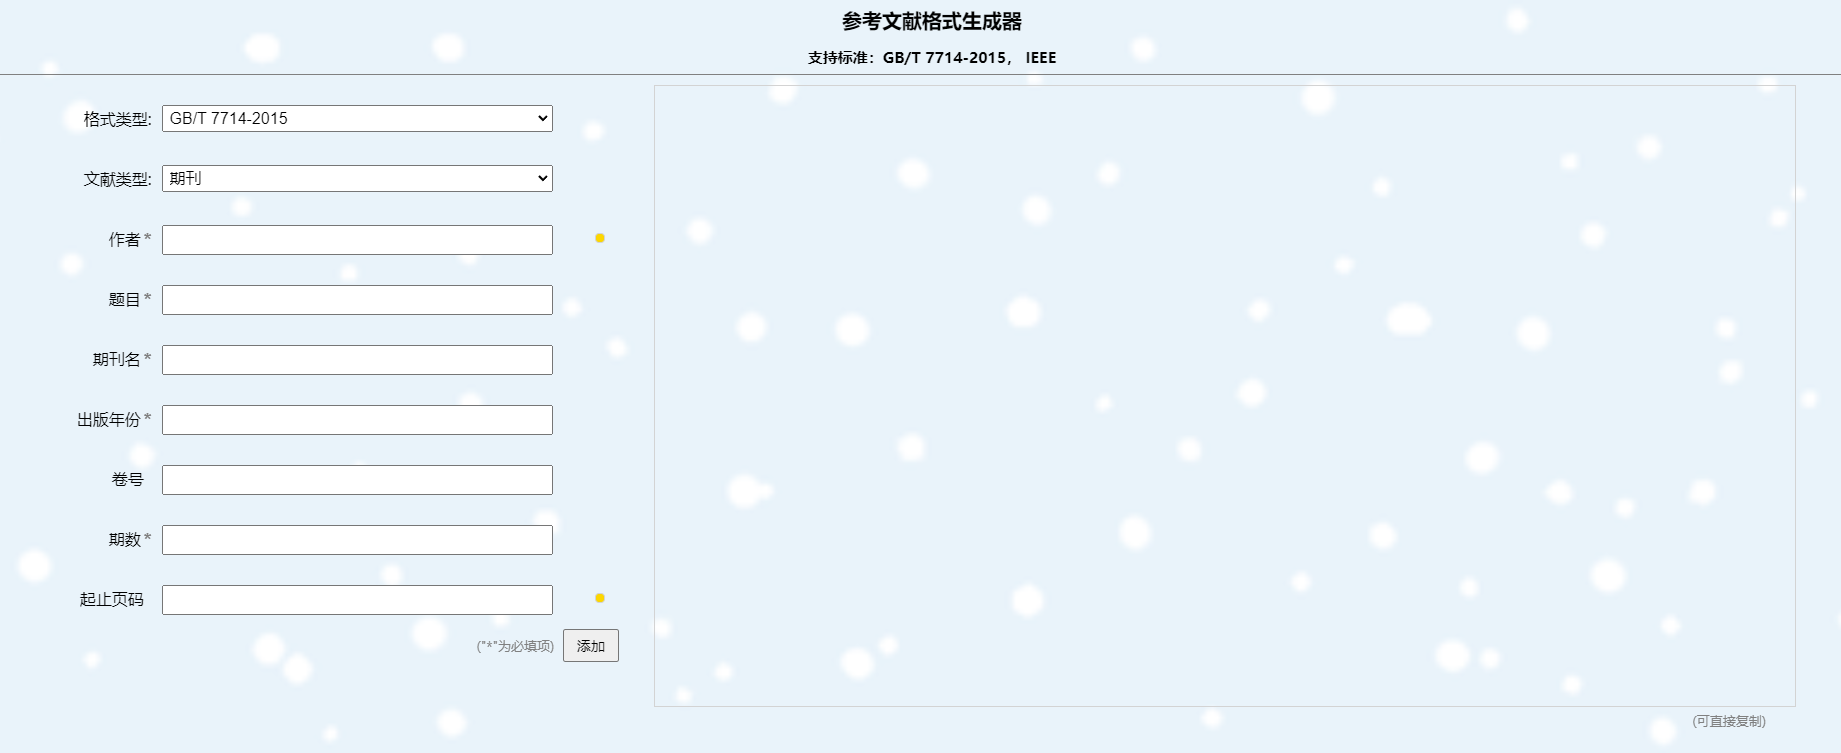 参考文献格式生成器
支持标准：GB/T 7714-2015， IEEE
格式类型: GB/T 7714-2015
文献类型: 期刊
作者 *
题目 *
期刊名 *
出版年份 *
卷号
期数 *
起止页码
("*"为必填项) 添加
(可直接复制)